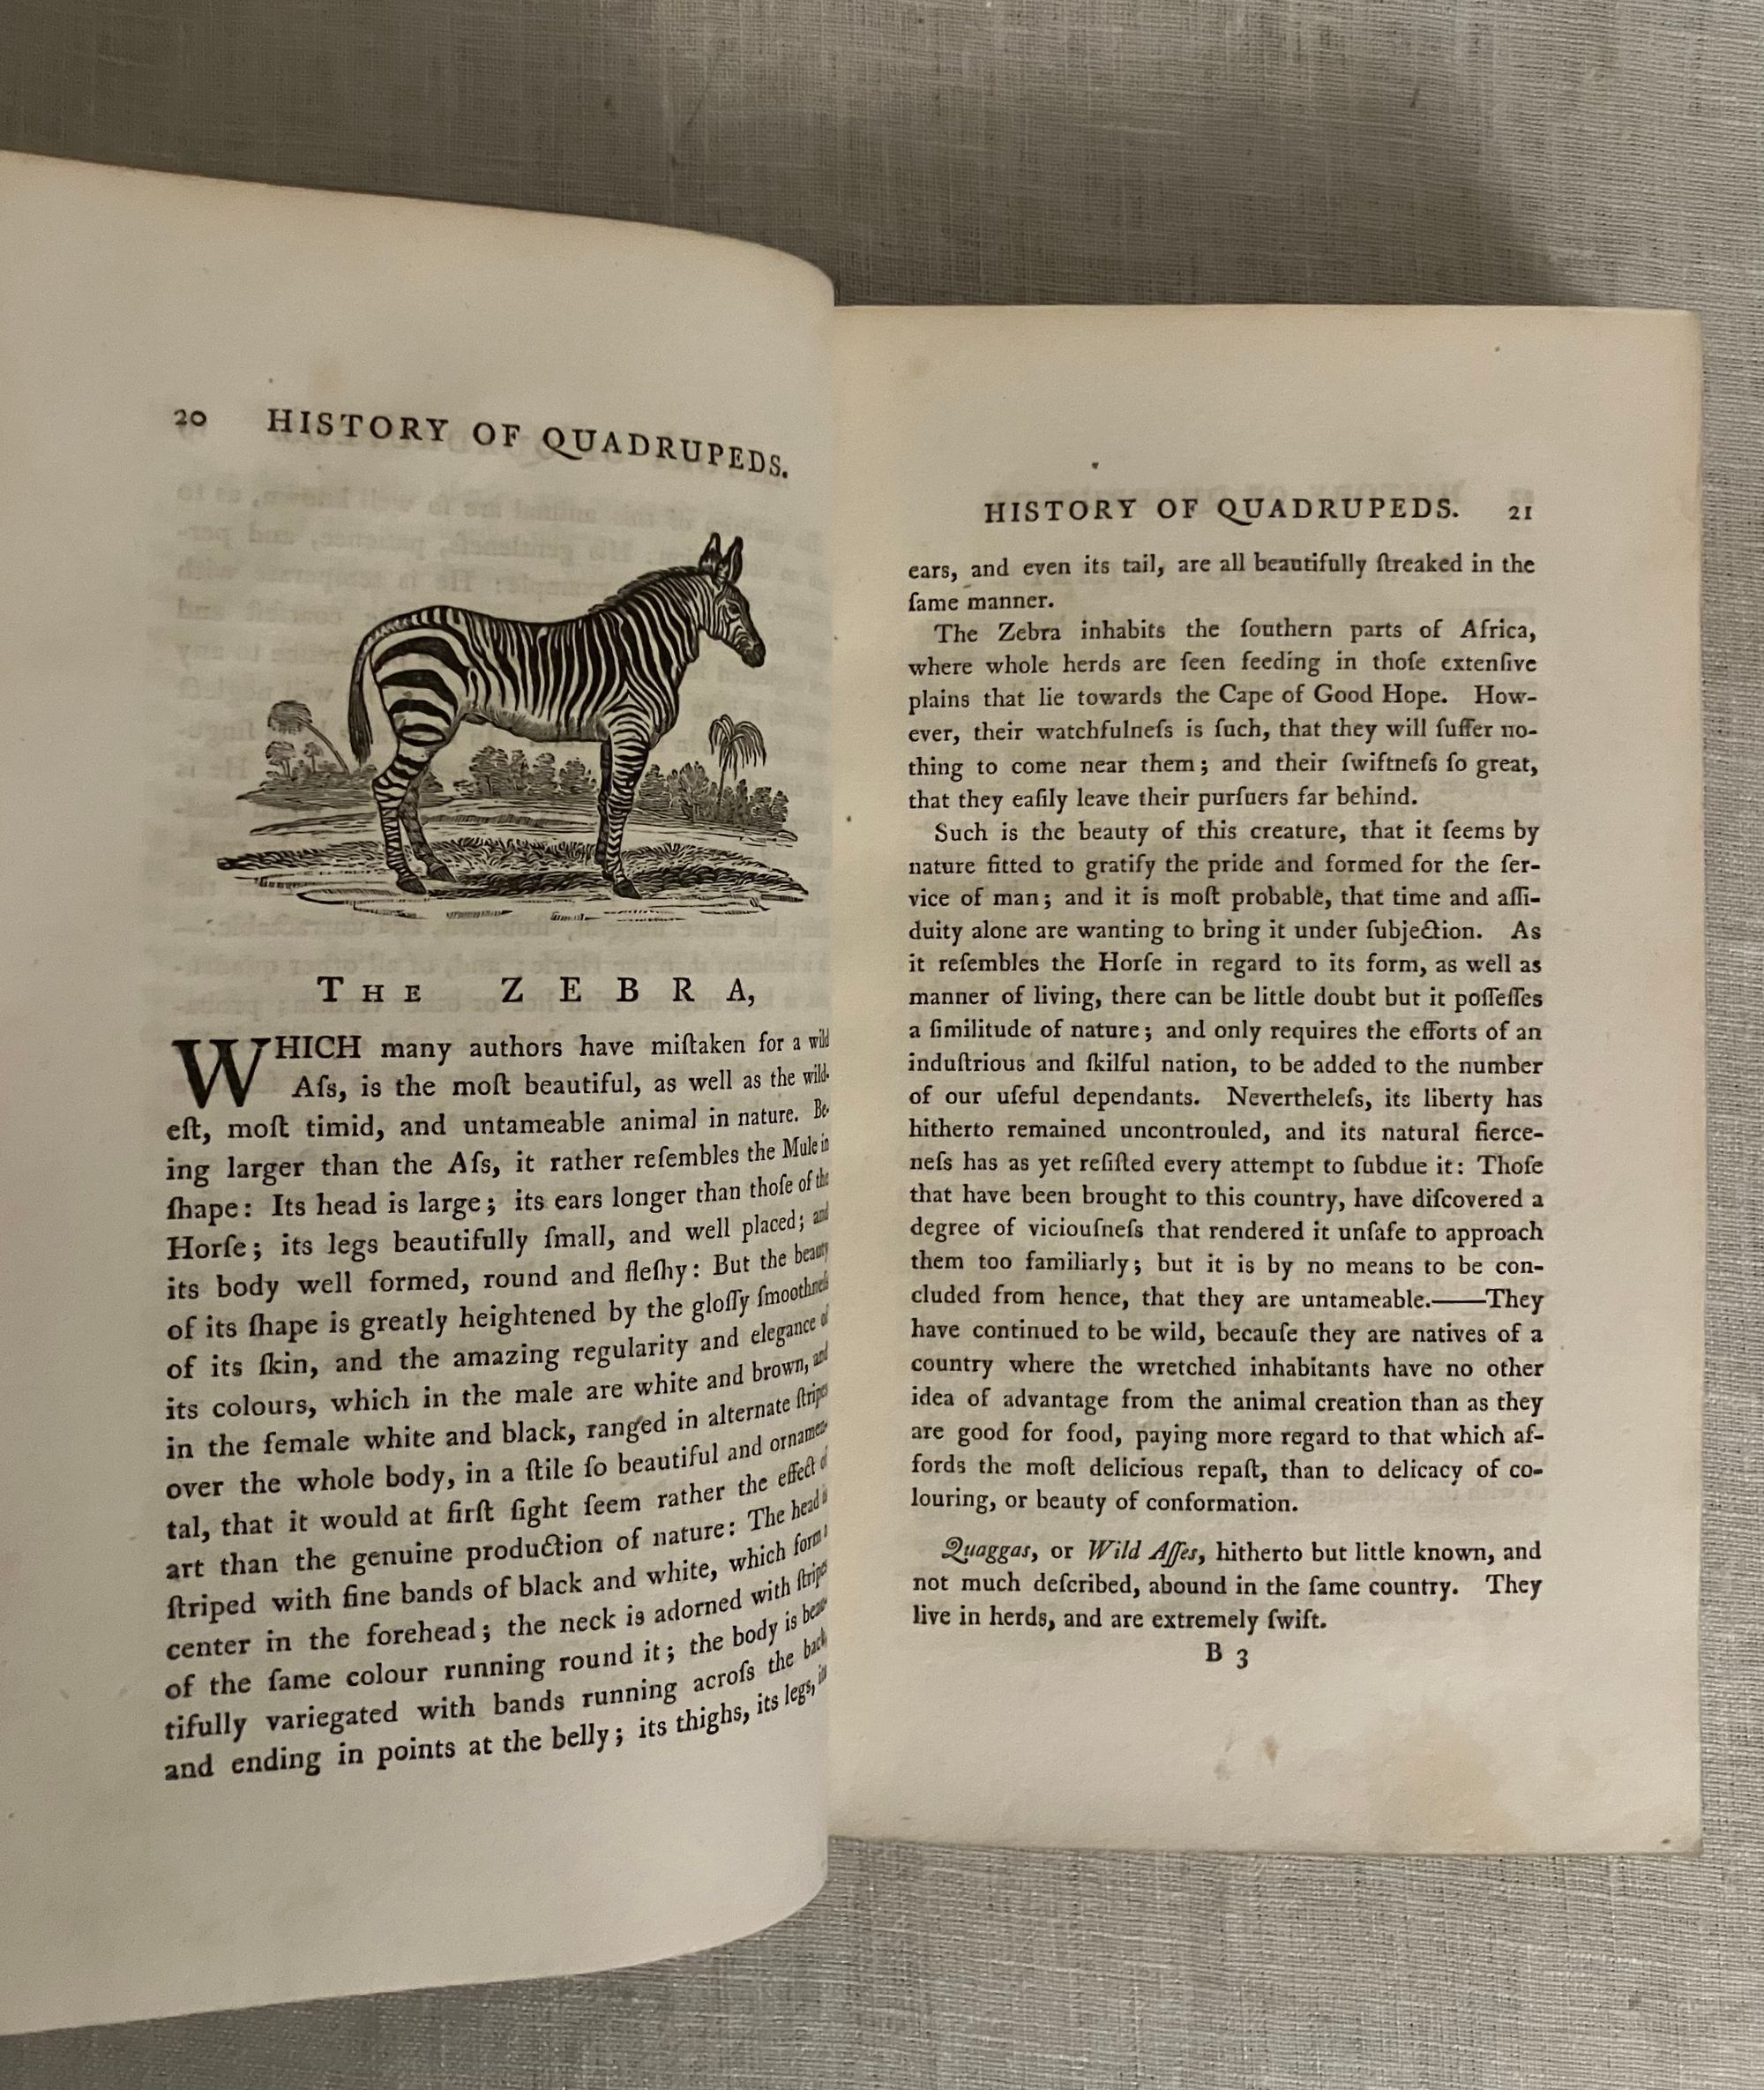 20 HISTORY OF QUADRUPEDS.
THE ZEBRA,
WHICH many authors have miſtaken for a wild
Aſs, is the moſt beautiful, as well as the wild-
eſt, moſt timid, and untameable animal in nature. Be-
ing larger than the Aſs, it rather reſembles the Mule in
ſhape: Its head is large; its ears longer than thoſe of the
Horſe; its legs beautifully ſmall, and well placed; and
its body well formed, round and fleſhy: But the beauty
of its ſhape is greatly heightened by the gloſſy ſmoothneſs
of its ſkin, and the amazing regularity and elegance of
its colours, which in the male are white and brown, and
in the female white and black, ranged in alternate ſtripes
over the whole body, in a ſtile ſo beautiful and ornamen-
tal, that it would at firſt ſight ſeem rather the effect of
art than the genuine production of nature: The head is
ſtriped with fine bands of black and white, which form a
center in the forehead; the neck is adorned with ſtripes
of the ſame colour running round it; the body is beau-
tifully variegated with bands running acroſs the back,
and ending in points at the belly; its thighs, its legs, its
HISTORY OF QUADRUPEDS. 21
ears, and even its tail, are all beautifully ſtreaked in the
ſame manner.
The Zebra inhabits the ſouthern parts of Africa,
where whole herds are ſeen feeding in thoſe extenſive
plains that lie towards the Cape of Good Hope. How-
ever, their watchfulneſs is ſuch, that they will ſuffer no-
thing to come near them; and their ſwiftneſs ſo great,
that they eaſily leave their purſuers far behind.
Such is the beauty of this creature, that it ſeems by
nature fitted to gratify the pride and formed for the ſer-
vice of man; and it is moſt probable, that time and aſſi-
duity alone are wanting to bring it under ſubjection. As
it reſembles the Horſe in regard to its form, as well as
manner of living, there can be little doubt but it poſſeſſes
a ſimilitude of nature; and only requires the efforts of an
induſtrious and ſkilful nation, to be added to the number
of our uſeful dependants. Nevertheleſs, its liberty has
hitherto remained uncontrouled, and its natural fierce-
neſs has as yet reſiſted every attempt to ſubdue it: Thoſe
that have been brought to this country, have diſcovered a
degree of viciouſneſs that rendered it unſafe to approach
them too familiarly; but it is by no means to be con-
cluded from hence, that they are untameable.——They
have continued to be wild, becauſe they are natives of a
country where the wretched inhabitants have no other
idea of advantage from the animal creation than as they
are good for food, paying more regard to that which af-
fords the moſt delicious repaſt, than to delicacy of co-
louring, or beauty of conformation.
Quaggas, or Wild Aſſes, hitherto but little known, and
not much deſcribed, abound in the ſame country. They
live in herds, and are extremely ſwift.
B 3